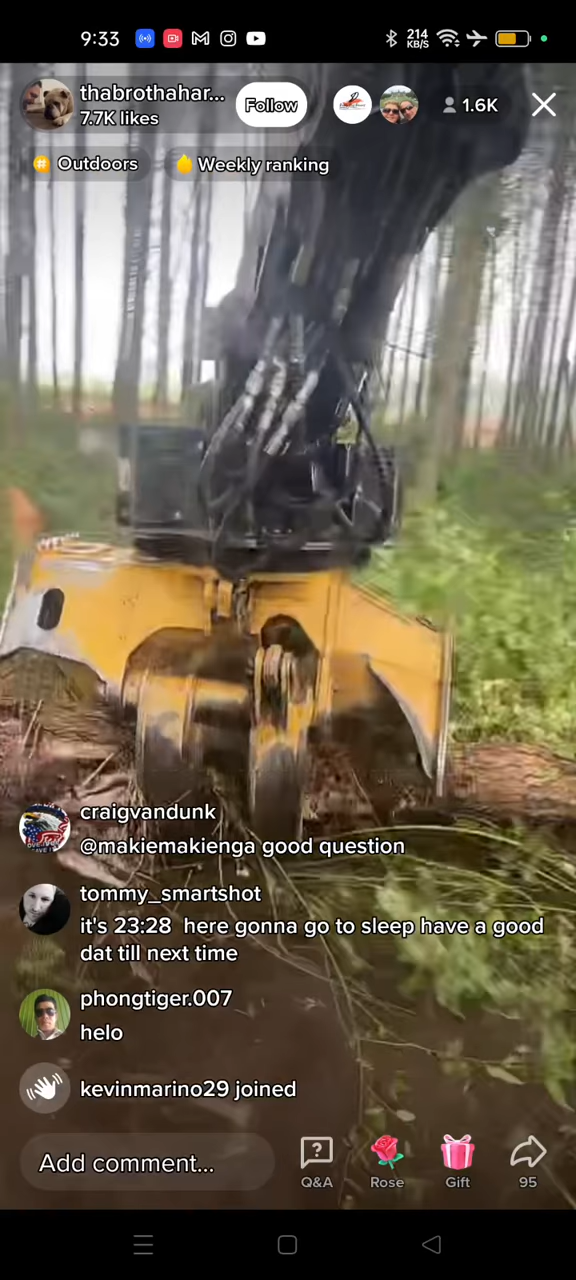 9:33
214
KB/S
thabrothahar...
7.7K likes
Follow
1.6K
Outdoors
Weekly ranking
craigvandunk
@makiemakienga good question
tommy_smartshot
it's 23:28 here gonna go to sleep have a good
dat till next time
phongtiger.007
helo
kevinmarino29 joined
Add comment...
Q&A
Rose
Gift
95